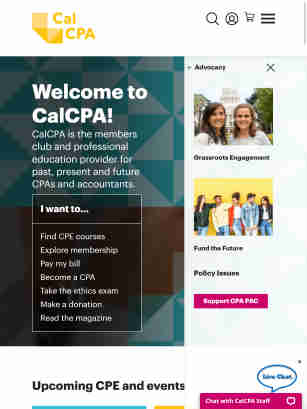 Cal
CPA
Advocacy
Welcome to
CalCPA!
CalCPA is the members
club and professional
education provider for
past, present and future
CPAs and accountants.
I want to...
Find CPE courses
Explore membership
Pay my bill
Become a CPA
Take the ethics exam
Make a donation
Read the magazine
Grassroots Engagement
Fund the Future
Policy Issues
Support CPA PAC
Upcoming CPE and events
Live Chat
Chat with CalCPA Staff